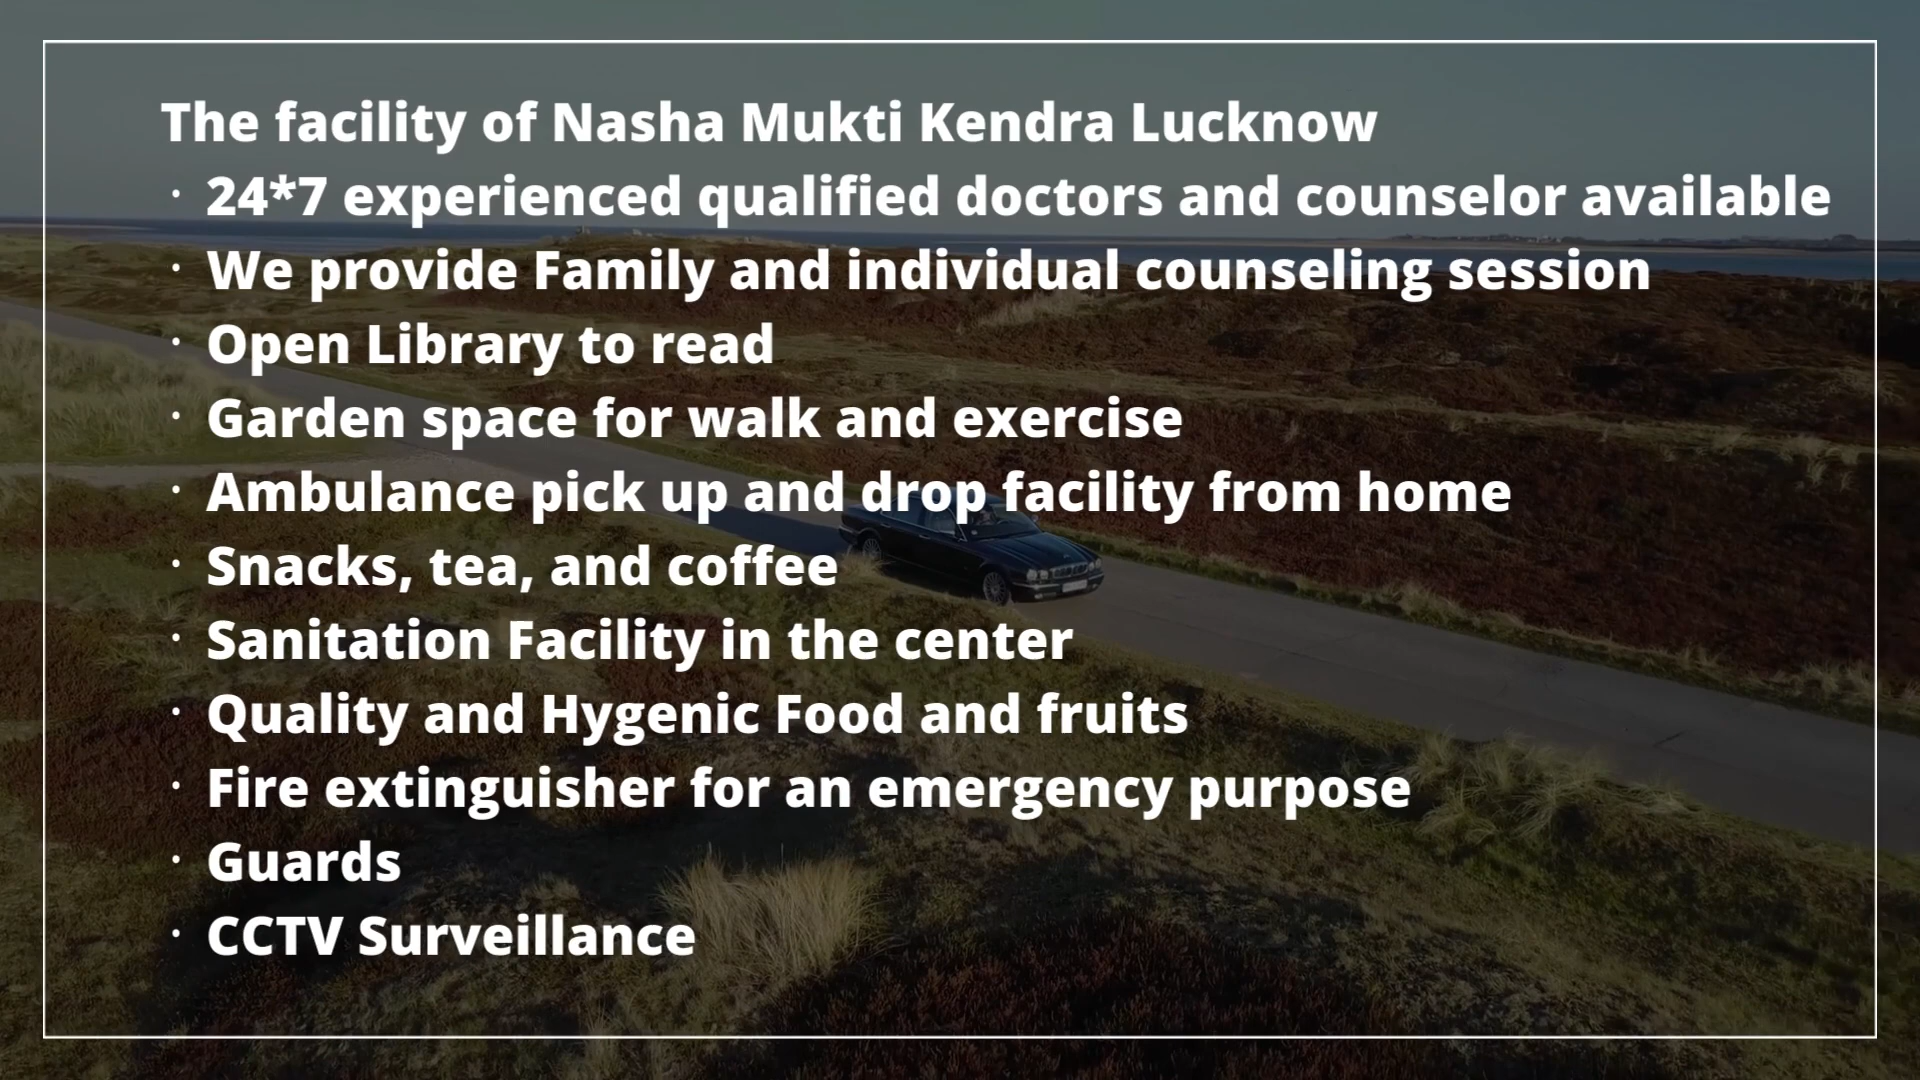 The facility of Nasha Mukti Kendra Lucknow
· 24*7 experienced qualified doctors and counselor available
· We provide Family and individual counseling session
· Open Library to read
· Garden space for walk and exercise
· Ambulance pick up and drop facility from home
· Snacks, tea, and coffee
· Sanitation Facility in the center
· Quality and Hygenic Food and fruits
· Fire extinguisher for an emergency purpose
· Guards
· CCTV Surveillance